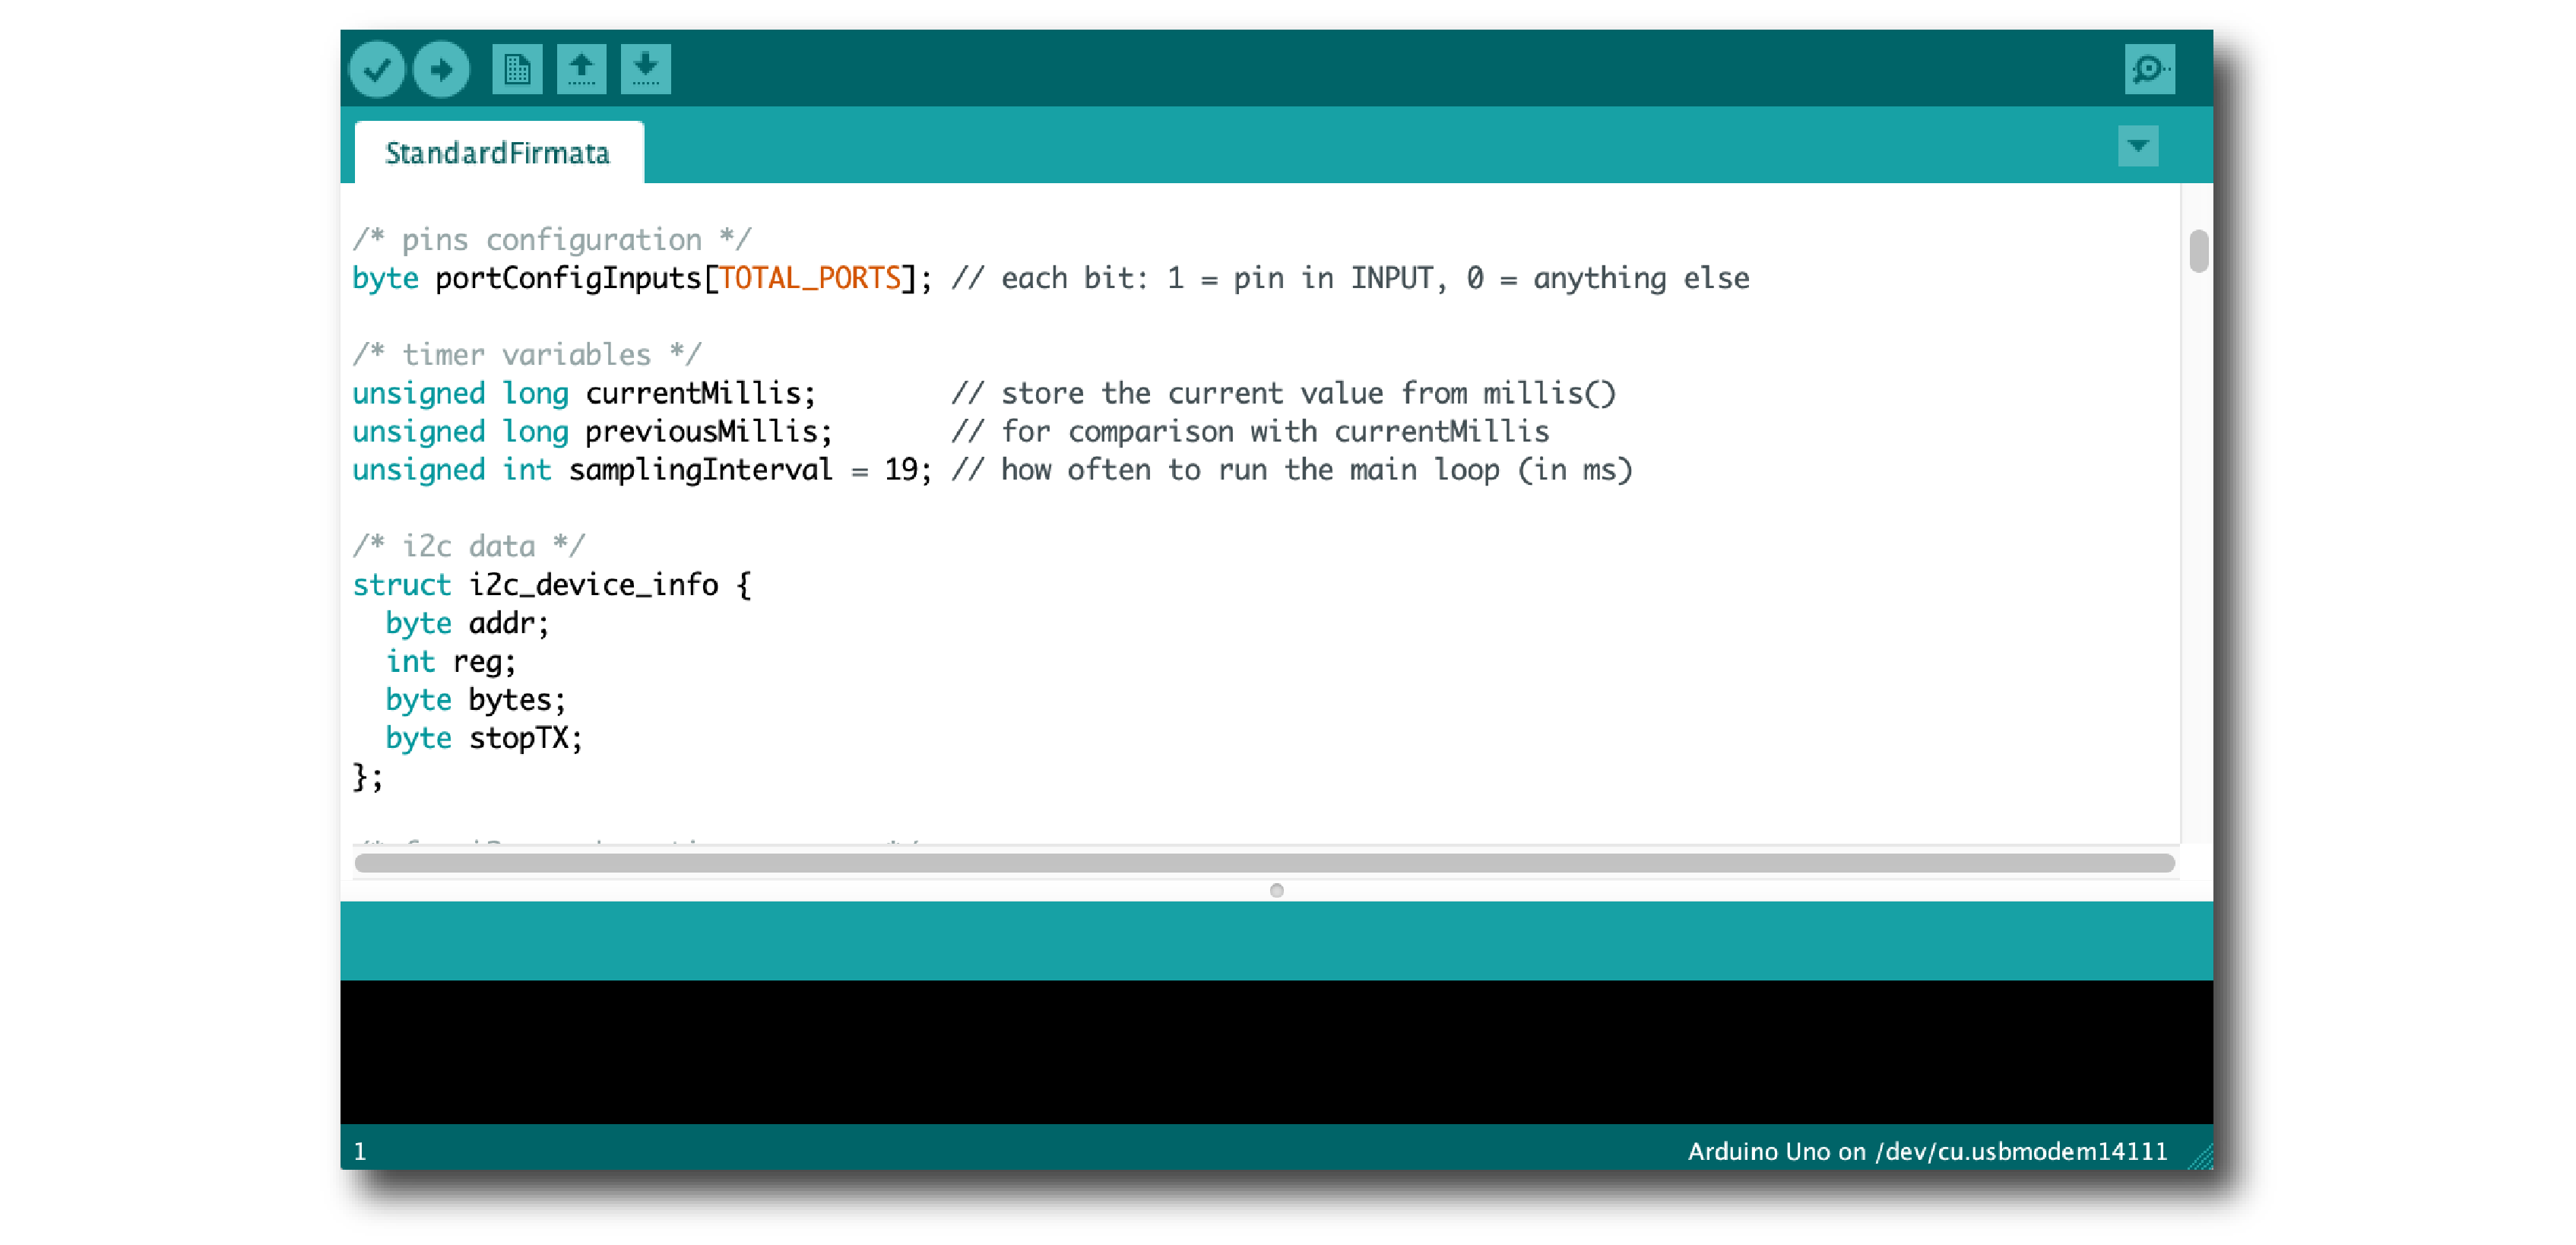 StandardFirmata
/* pins configuration */
byte portConfigInputs[TOTAL_PORTS]; // each bit: 1 = pin in INPUT, 0 = anything else
/* timer variables */
unsigned long currentMillis;        // store the current value from millis()
unsigned long previousMillis;       // for comparison with currentMillis
unsigned int samplingInterval = 19; // how often to run the main loop (in ms)
/* i2c data */
struct i2c_device_info {
  byte addr;
  int reg;
  byte bytes;
  byte stopTX;
};
1
Arduino Uno on /dev/cu.usbmodem14111